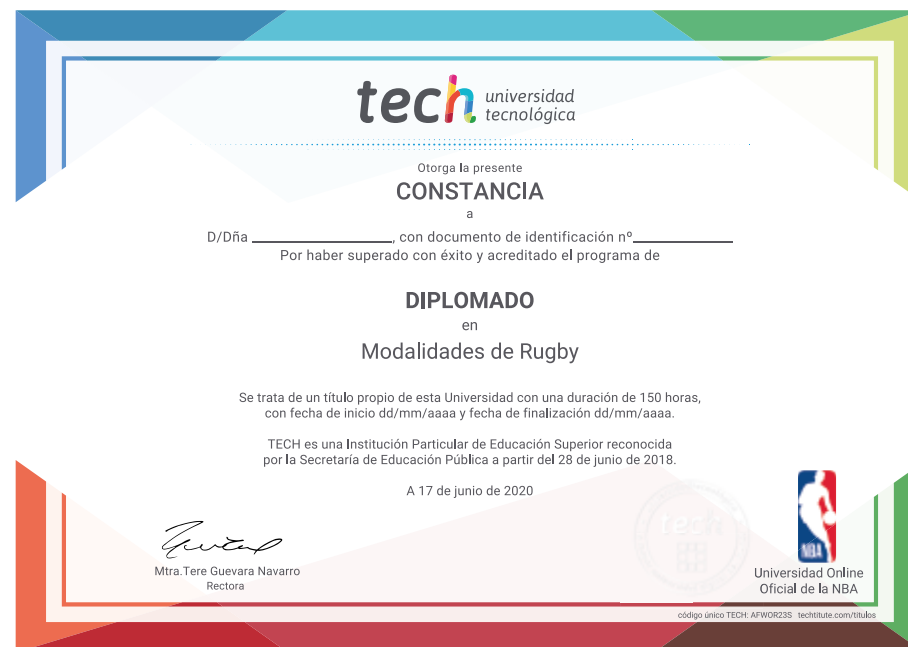 tech universidad
tecnológica
Otorga la presente
CONSTANCIA
a
D/Dña ____________, con documento de identificación nº____________
Por haber superado con éxito y acreditado el programa de
DIPLOMADO
en
Modalidades de Rugby
Se trata de un título propio de esta Universidad con una duración de 150 horas,
con fecha de inicio dd/mm/aaaa y fecha de finalización dd/mm/aaaa.
TECH es una Institución Particular de Educación Superior reconocida
por la Secretaría de Educación Pública a partir del 28 de junio de 2018.
A 17 de junio de 2020
tech
Mtra.Tere Guevara Navarro
Rectora
NBA
Universidad Online
Oficial de la NBA
código único TECH: AFWOR23S techtitute.com/titulos